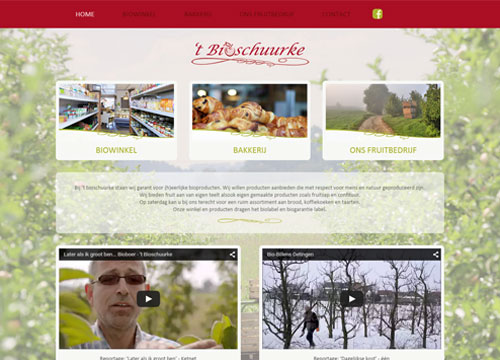 HOME BIOWINKEL BAKKERIJ ONS FRUITBEDRIJF CONTACT f
't Bioschuurke
BIOWINKEL BAKKERIJ ONS FRUITBEDRIJF
Bij 't bioschuurke staan wij garant voor (h)eerlijke bioproducten. Wij willen producten aanbieden die met respect voor mens en natuur geproduceerd zijn.
Wij bieden fruit aan van eigen teelt alsook eigen gemaakte producten zoals fruitsap en confituur.
Op zaterdag kan u bij ons terecht voor een ruim assortiment aan brood, koffiekoeken en taarten.
Onze winkel en producten dragen het biolabel en biogarantie label.
Later als ik groot ben... Bioboer - 't Bioschuurke
Bio Billens Oetingen
Reportage: 'Later als ik groot ben' - Ketnet
Reportage: 'Dagelijkse kost' - één